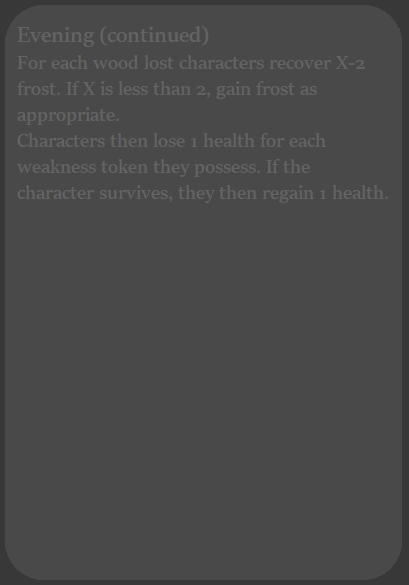 Evening (continued)
For each wood lost characters recover X-2
frost. If X is less than 2, gain frost as
appropriate.
Characters then lose 1 health for each
weakness token they possess. If the
character survives, they then regain 1 health.